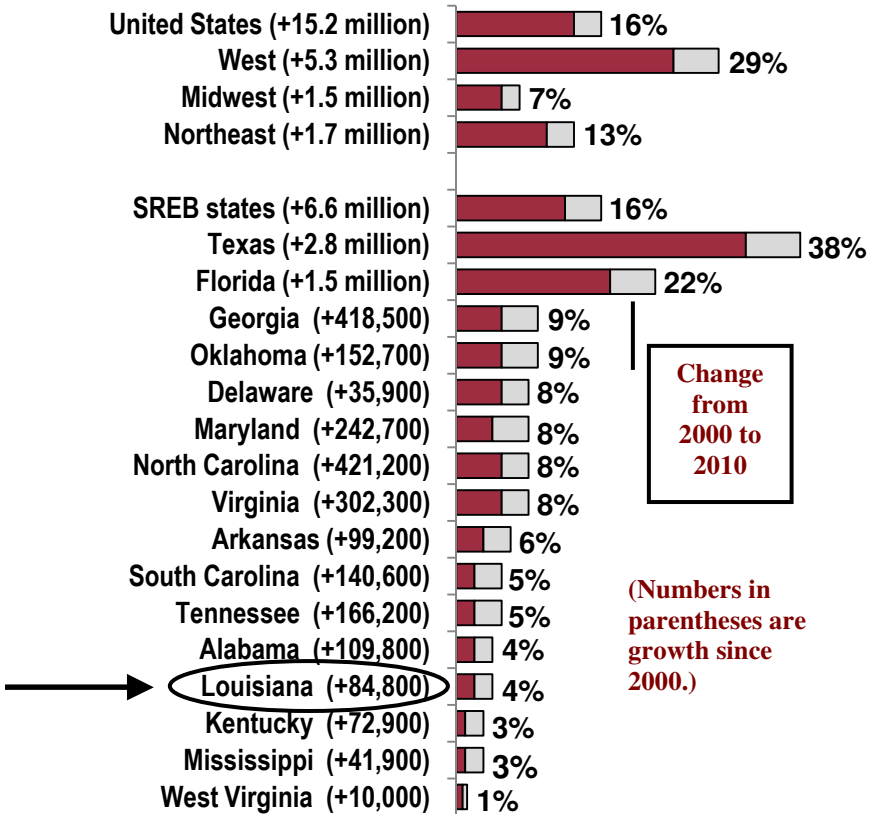 United States (+15.2 million) 16%
West (+5.3 million) 29%
Midwest (+1.5 million) 7%
Northeast (+1.7 million) 13%
SREB states (+6.6 million) 16%
Texas (+2.8 million) 38%
Florida (+1.5 million) 22%
Georgia (+418,500) 9%
Oklahoma (+152,700) 9%
Delaware (+35,900) 8%
Maryland (+242,700) 8%
North Carolina (+421,200) 8%
Virginia (+302,300) 8%
Arkansas (+99,200) 6%
South Carolina (+140,600) 5%
Tennessee (+166,200) 5%
Alabama (+109,800) 4%
Louisiana (+84,800) 4%
Kentucky (+72,900) 3%
Mississippi (+41,900) 3%
West Virginia (+10,000) 1%
Change
from
2000 to
2010
(Numbers in
parentheses are
growth since
2000.)